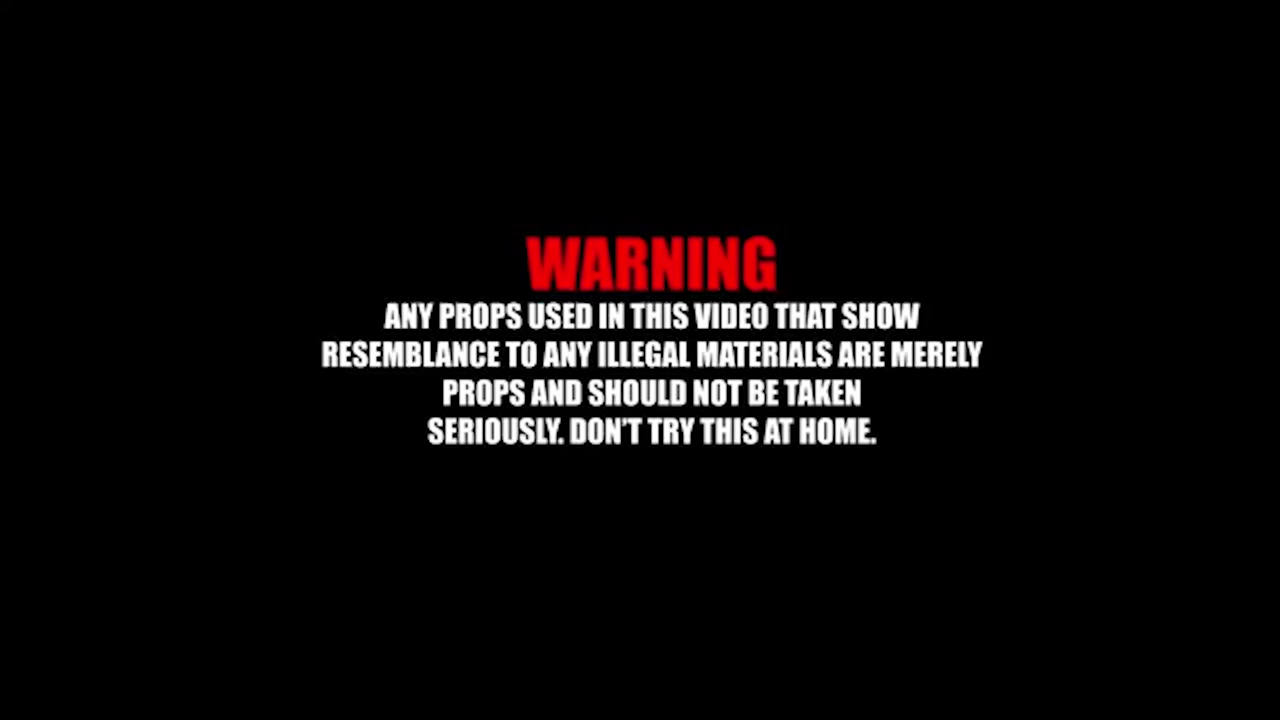 WARNING
ANY PROPS USED IN THIS VIDEO THAT SHOW
RESEMBLANCE TO ANY ILLEGAL MATERIALS ARE MERELY
PROPS AND SHOULD NOT BE TAKEN
SERIOUSLY. DON'T TRY THIS AT HOME.